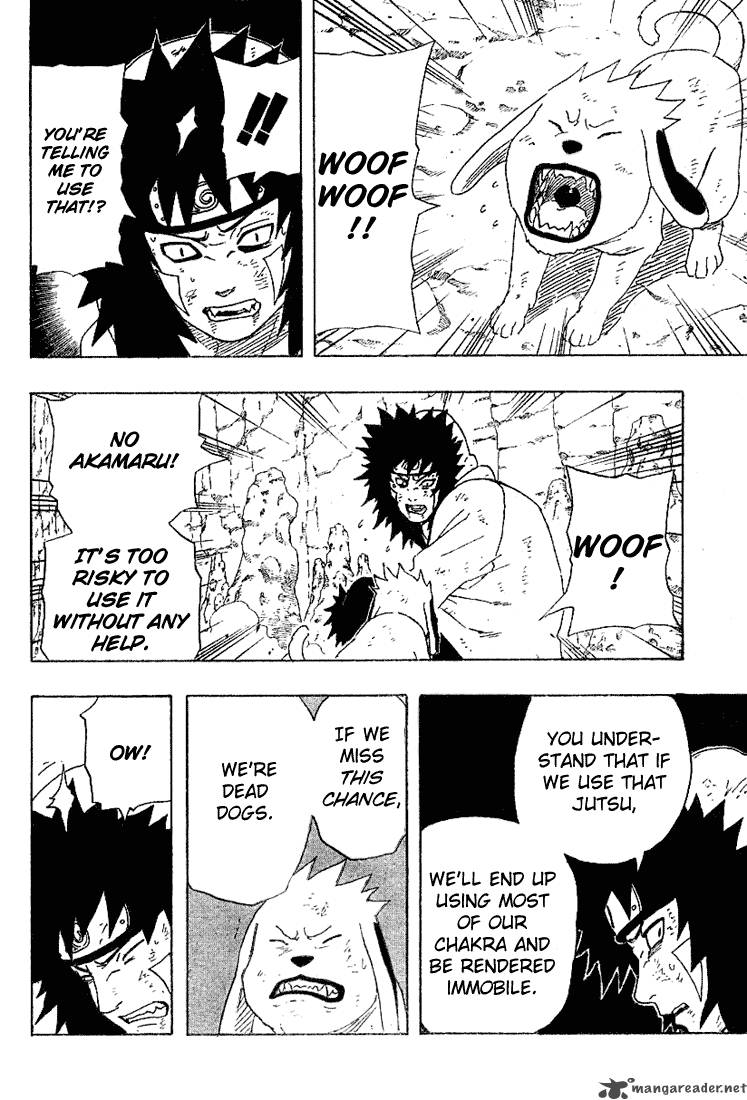 WOOF
WOOF
!!
!!
YOU'RE
TELLING
ME TO
USE
THAT!?
WOOF
!
NO
AKAMARU!
IT'S TOO
RISKY TO
USE IT
WITHOUT ANY
HELP.
YOU UNDER-
STAND THAT IF
WE USE THAT
JUTSU,
WE'LL END UP
USING MOST
OF OUR
CHAKRA AND
BE RENDERED
IMMOBILE.
IF WE
MISS
THIS
CHANCE,
WE'RE
DEAD
DOGS.
OW!
mangareader.net